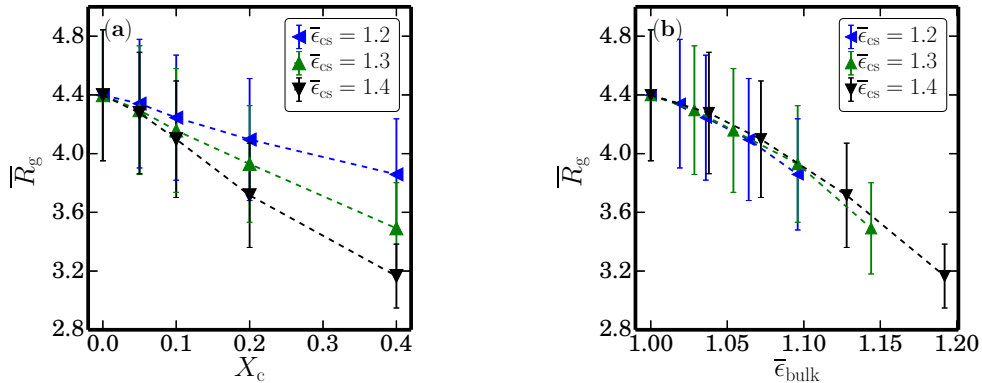 (a)
ϵ̅cs = 1.2
ϵ̅cs = 1.3
ϵ̅cs = 1.4
4.8
4.4
4.0
3.6
3.2
2.8
R̅g
0.0 0.1 0.2 0.3 0.4
Xc
(b)
ϵ̅cs = 1.2
ϵ̅cs = 1.3
ϵ̅cs = 1.4
4.8
4.4
4.0
3.6
3.2
2.8
R̅g
1.00 1.05 1.10 1.15 1.20
ϵ̅bulk